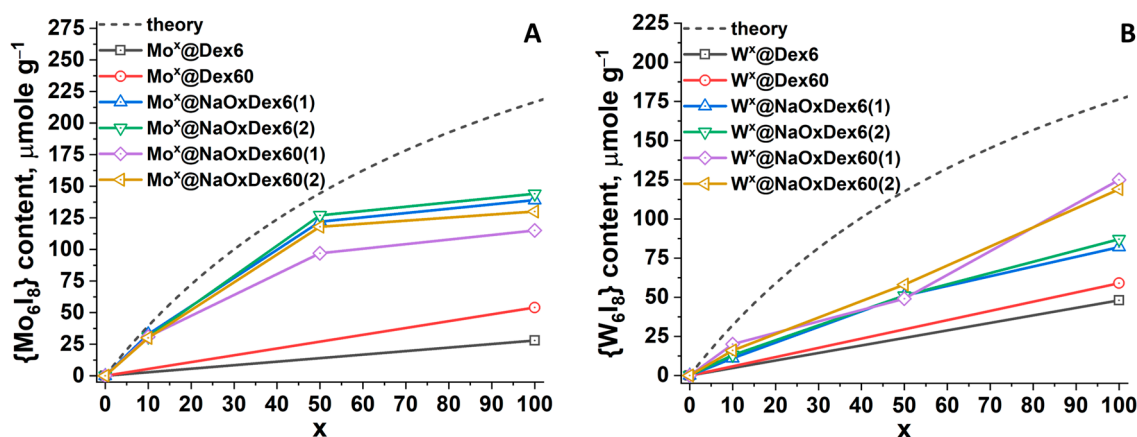 A
{Mo₆I₈} content, μmole g⁻¹
275
250
225
200
175
150
125
100
75
50
25
0
theory
Moˣ@Dex6
Moˣ@Dex60
Moˣ@NaOxDex6(1)
Moˣ@NaOxDex6(2)
Moˣ@NaOxDex60(1)
Moˣ@NaOxDex60(2)
0 10 20 30 40 50 60 70 80 90 100
x
B
{W₆I₈} content, μmole g⁻¹
225
200
175
150
125
100
75
50
25
0
theory
Wˣ@Dex6
Wˣ@Dex60
Wˣ@NaOxDex6(1)
Wˣ@NaOxDex6(2)
Wˣ@NaOxDex60(1)
Wˣ@NaOxDex60(2)
0 10 20 30 40 50 60 70 80 90 100
x